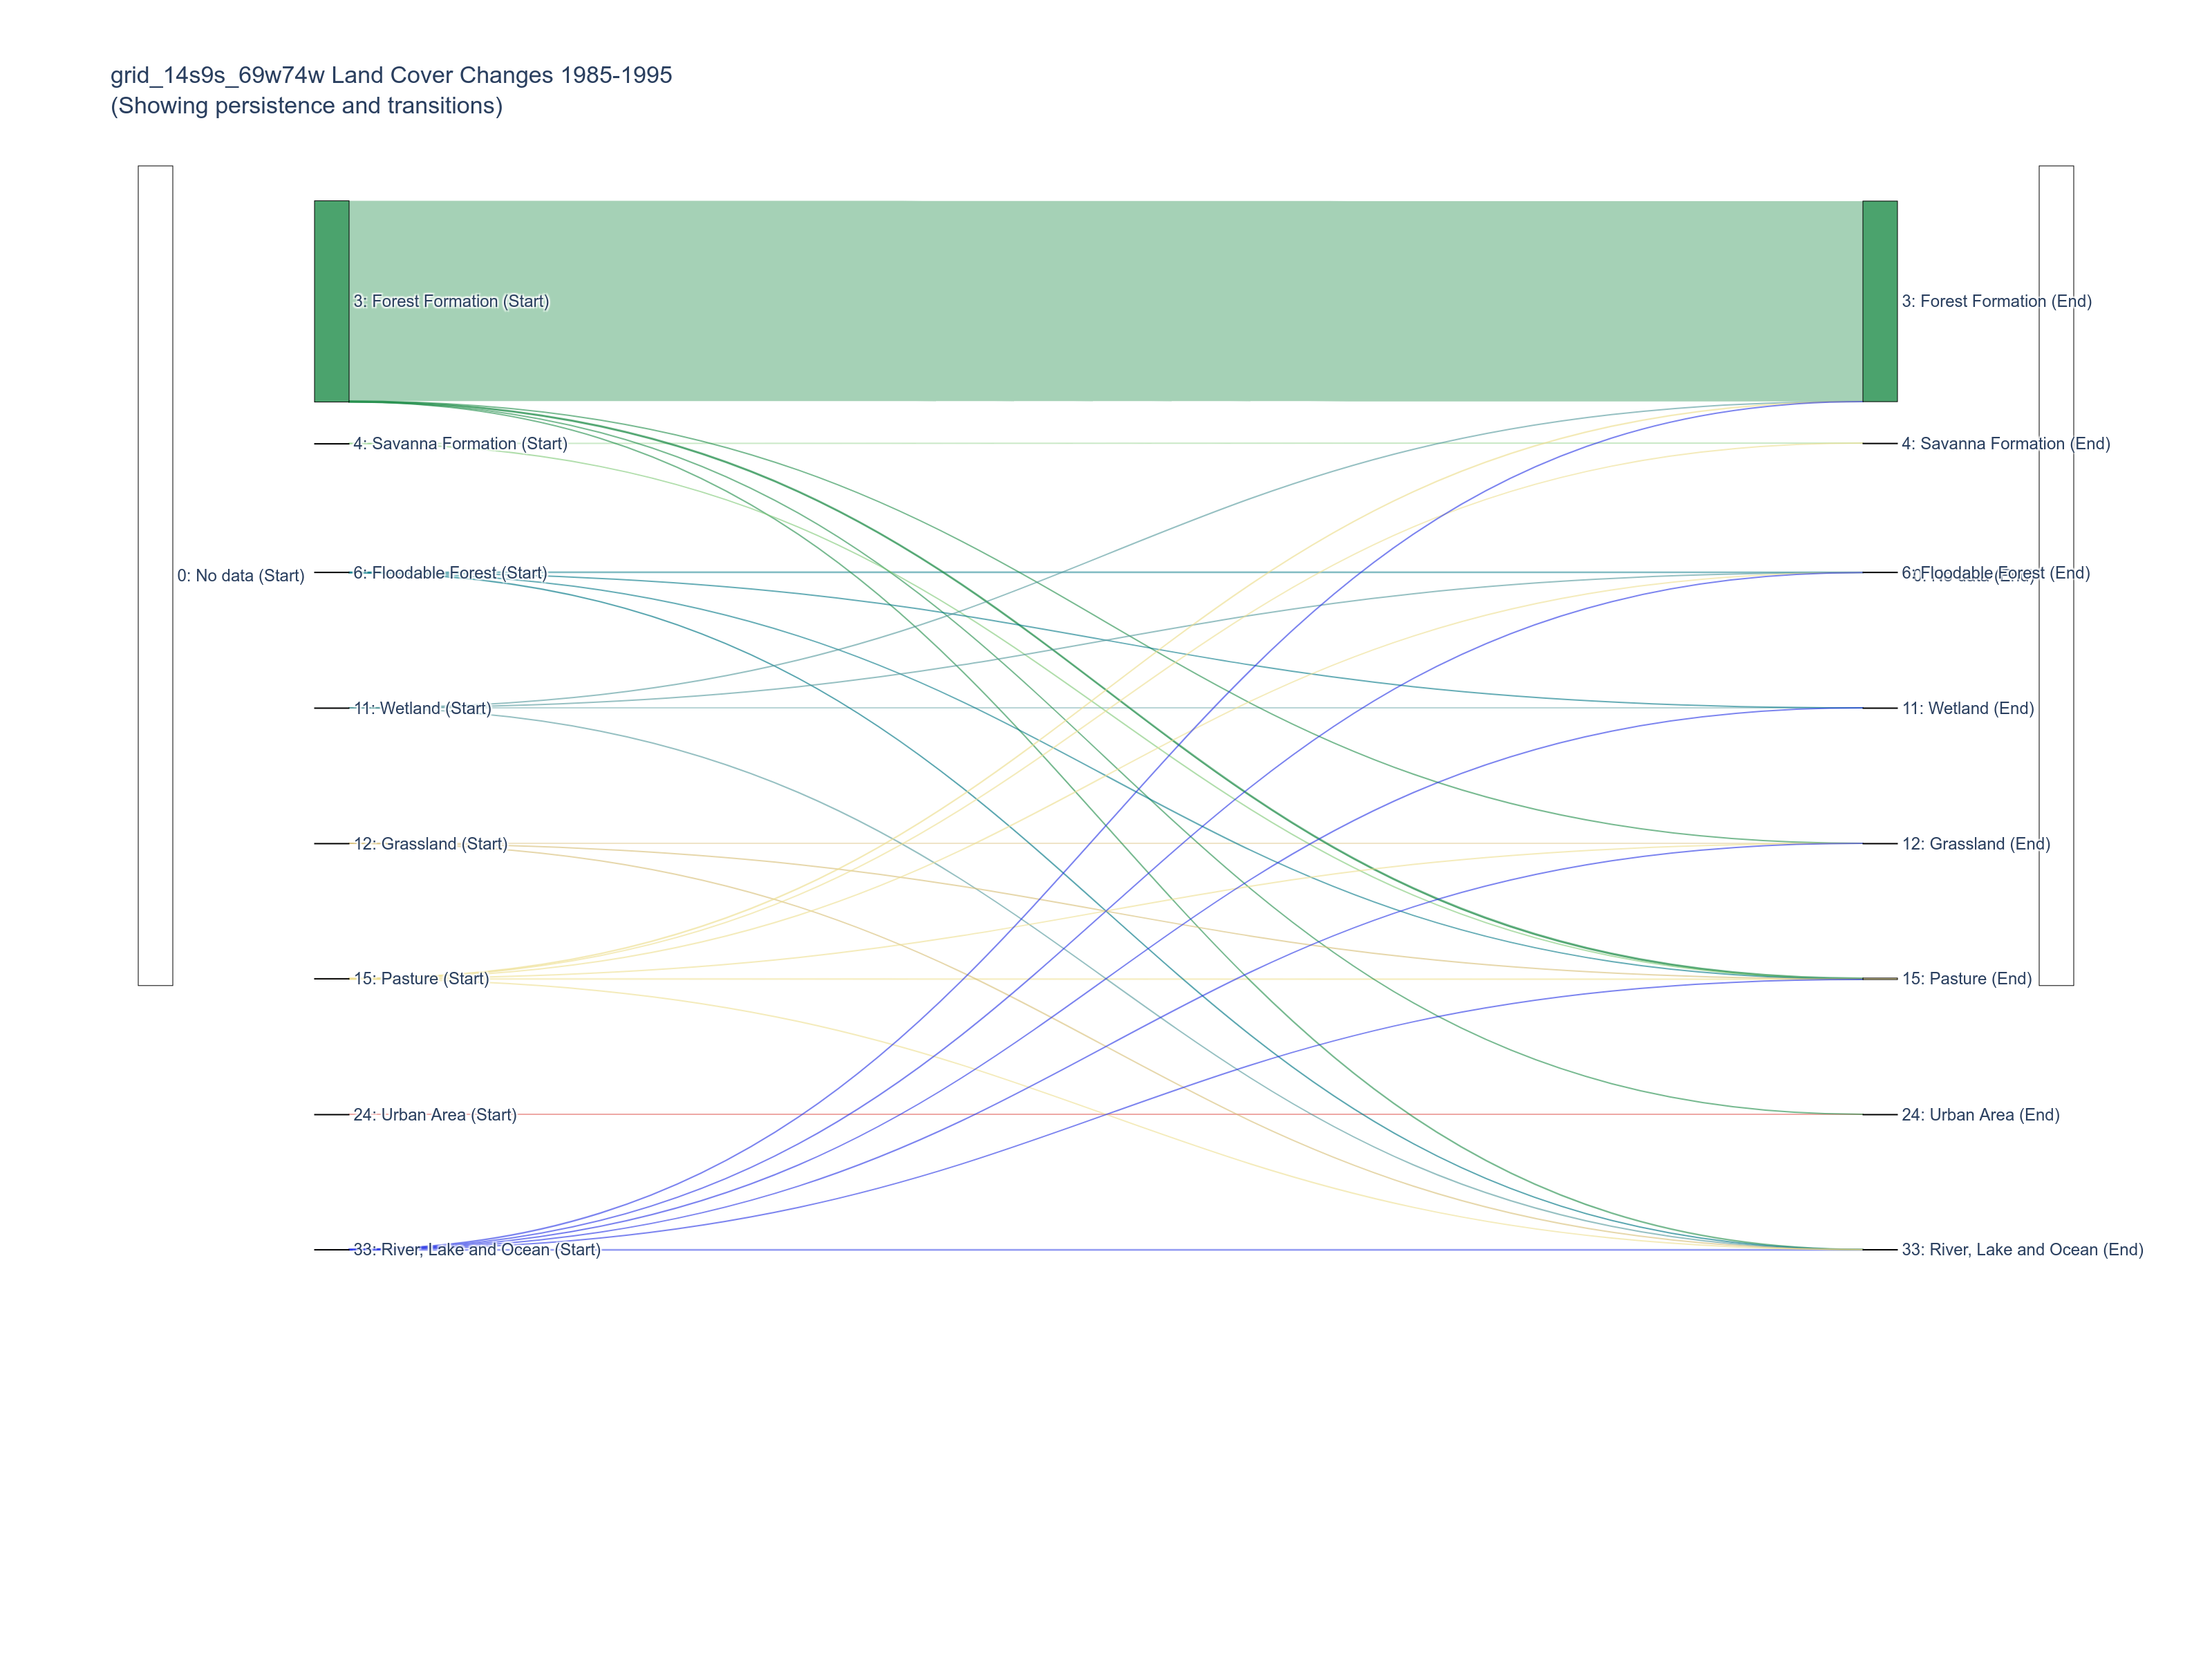 grid_14s9s_69w74w Land Cover Changes 1985-1995
(Showing persistence and transitions)
3: Forest Formation (Start)
3: Forest Formation (End)
4: Savanna Formation (Start)
4: Savanna Formation (End)
0: No data (Start)
6: Floodable Forest (Start)
6: Floodable Forest (End)
11: Wetland (Start)
11: Wetland (End)
12: Grassland (Start)
12: Grassland (End)
15: Pasture (Start)
15: Pasture (End)
24: Urban Area (Start)
24: Urban Area (End)
33: River, Lake and Ocean (Start)
33: River, Lake and Ocean (End)